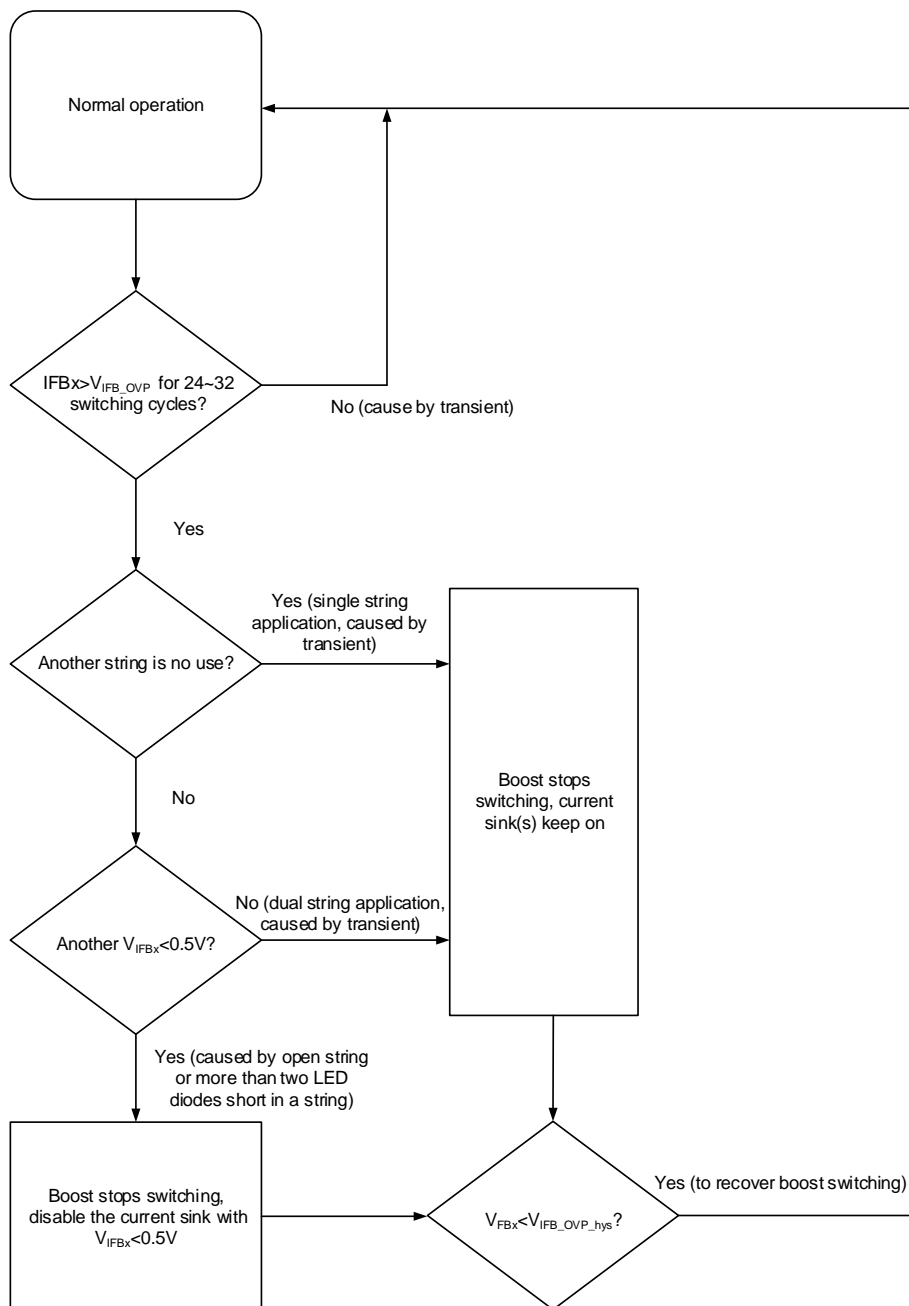 Normal operation
IFBx>VIFB_OVP for 24~32
switching cycles?
No (cause by transient)
Yes
Yes (single string
application, caused by
transient)
Another string is no use?
Boost stops
switching, current
sink(s) keep on
No
No (dual string application,
caused by transient)
Another VIFBx<0.5V?
Yes (caused by open string
or more than two LED
diodes short in a string)
Boost stops switching,
disable the current sink with
VIFBx<0.5V
VFBx<VIFB_OVP_hys?
Yes (to recover boost switching)